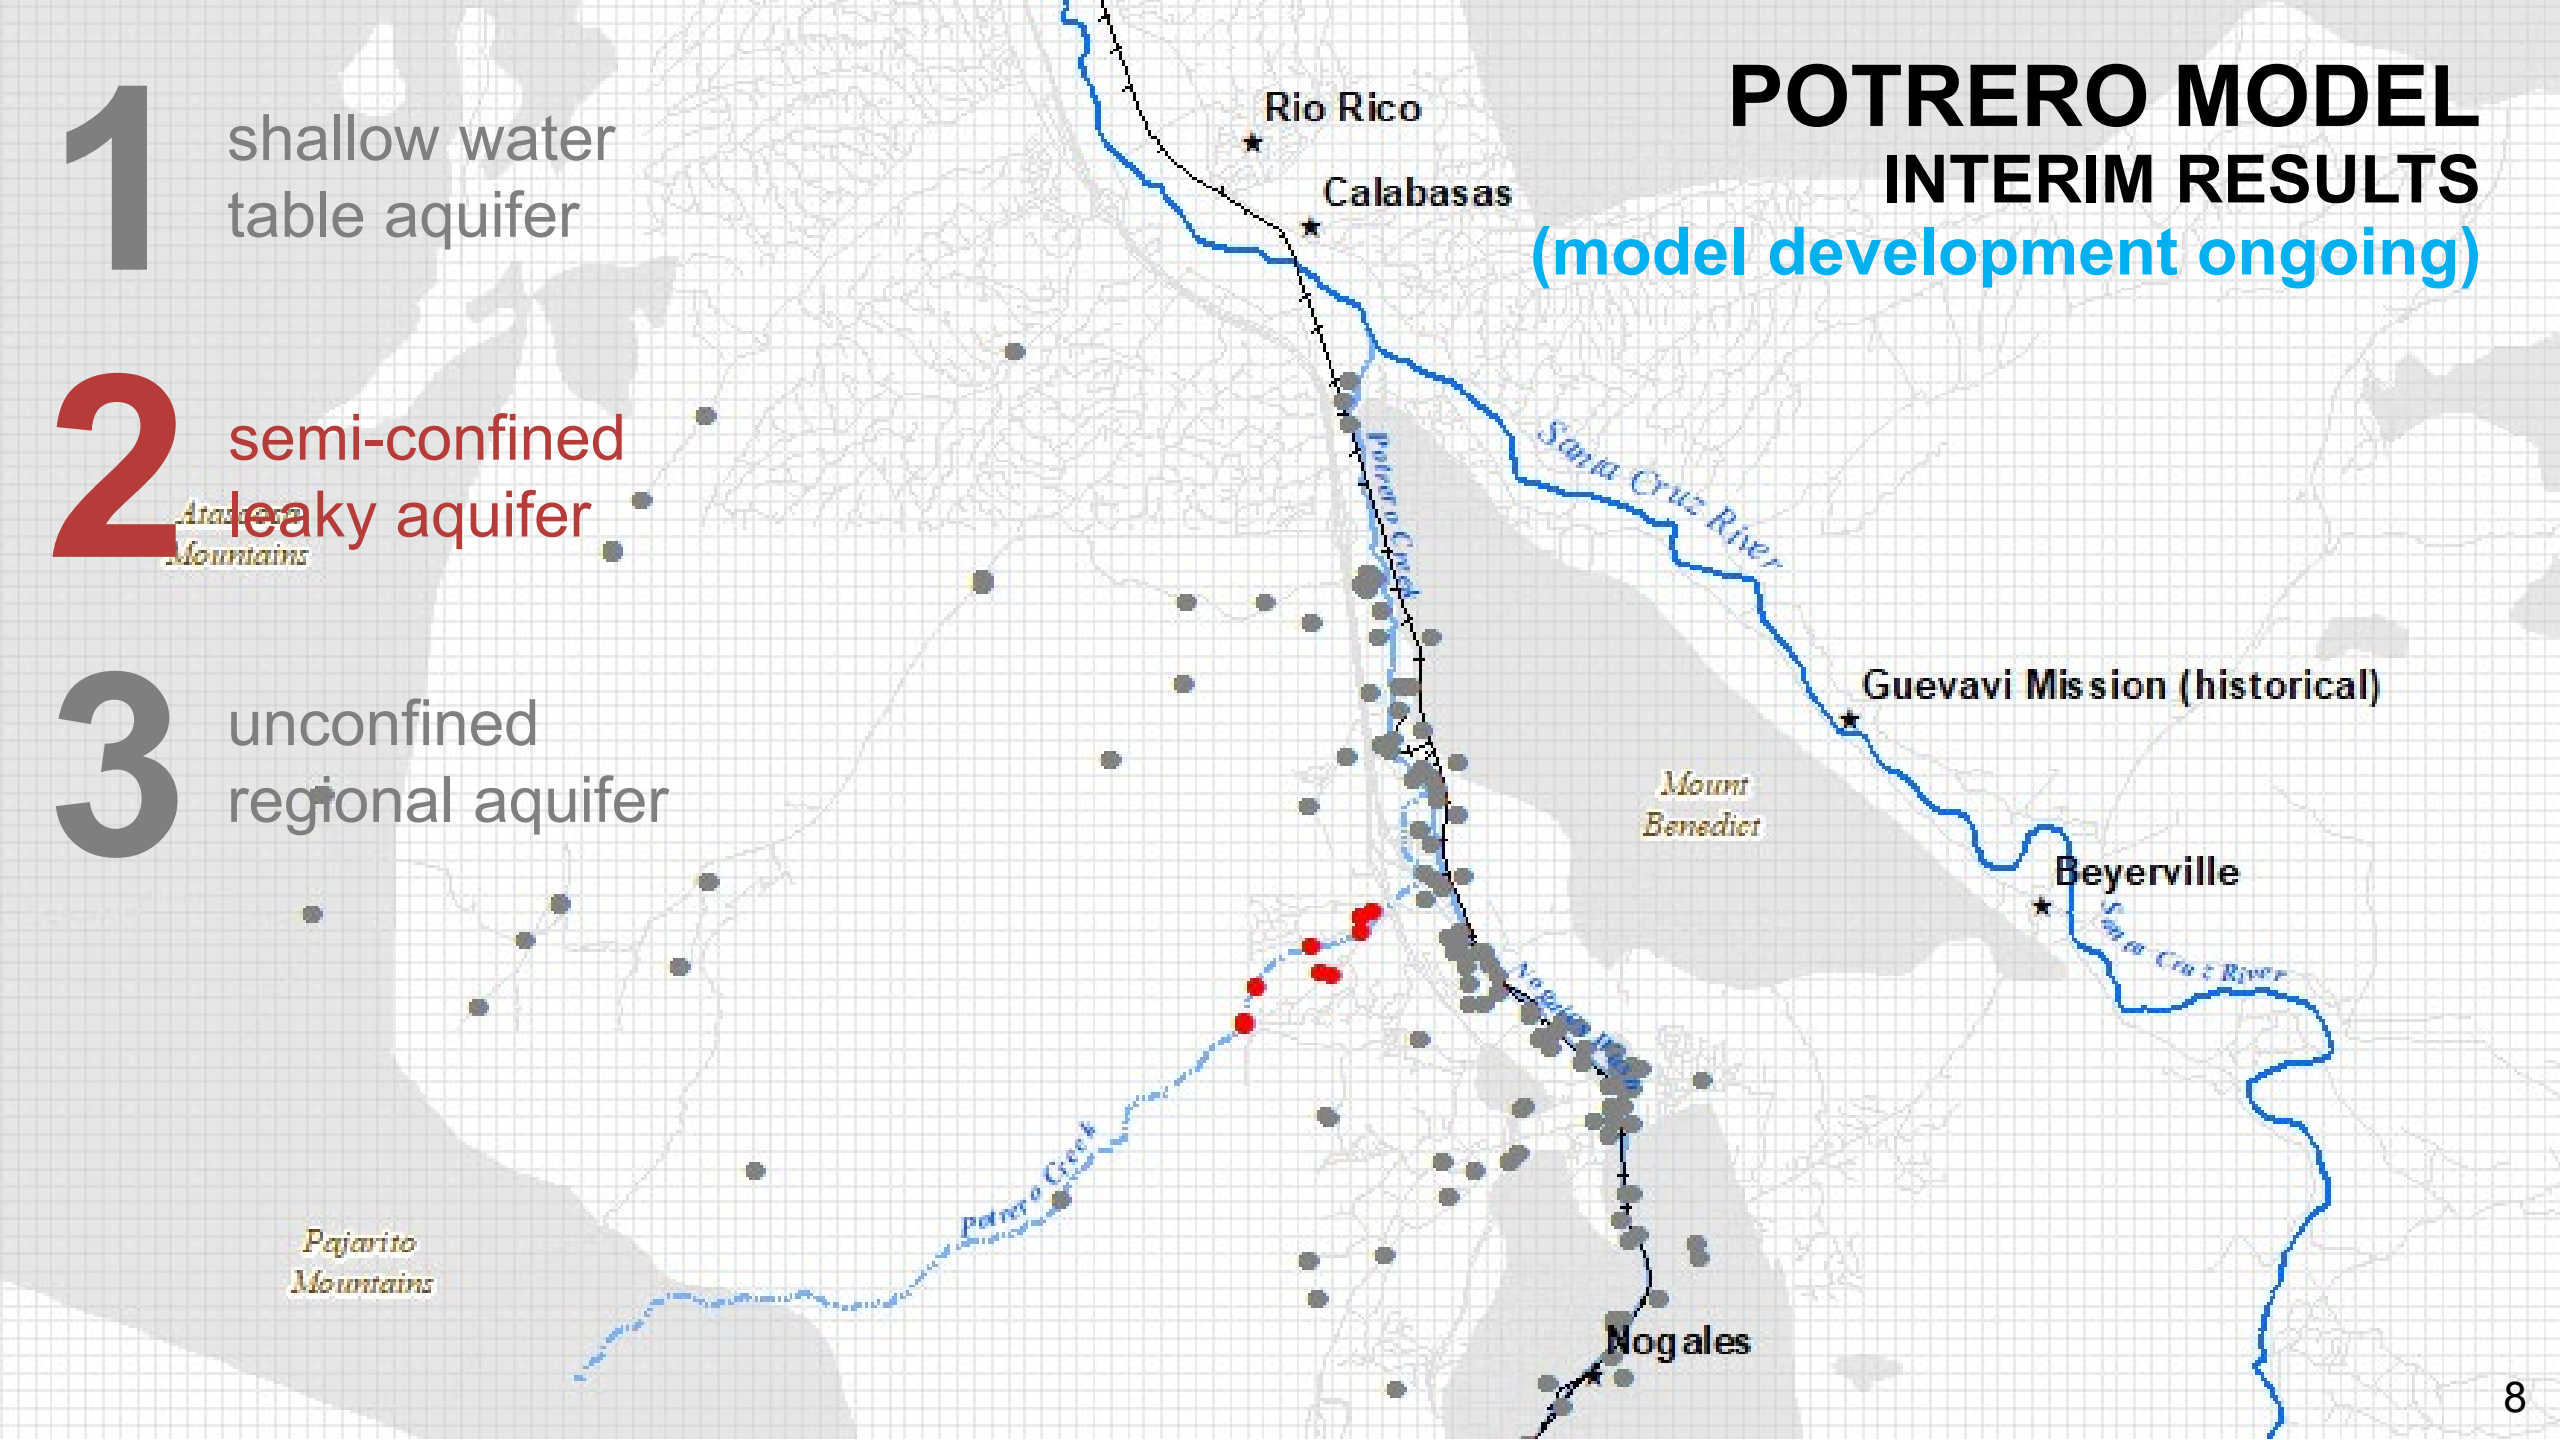 POTRERO MODEL
INTERIM RESULTS
(model development ongoing)
1
shallow water
table aquifer
2
semi-confined
leaky aquifer
3
unconfined
regional aquifer
Rio Rico
Calabasas
Santa Cruz River
Potrero Creek
Mountains
Guevavi Mission (historical)
Mount
Benedict
Beyerville
Santa Cruz River
Nogales Wash
Potrero Creek
Pajarito
Mountains
Nogales
8